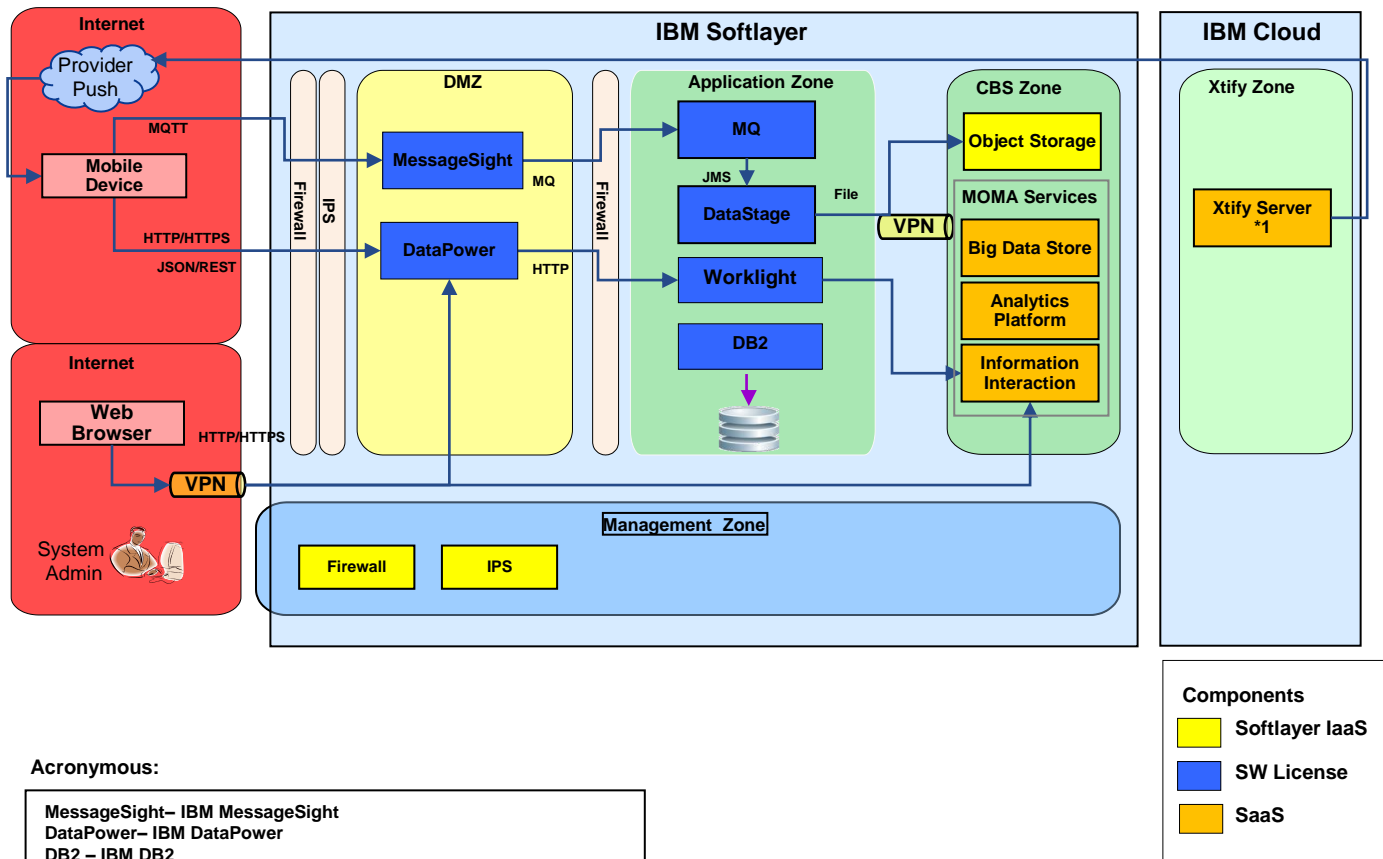 Internet
Provider
Push
MQTT
Mobile
Device
HTTP/HTTPS
JSON/REST
Internet
Web
Browser
HTTP/HTTPS
VPN
System
Admin
IBM Softlayer
Firewall
IPS
DMZ
MessageSight
MQ
DataPower
HTTP
Firewall
Application Zone
MQ
JMS
DataStage
File
Worklight
DB2
VPN
CBS Zone
Object Storage
MOMA Services
Big Data Store
Analytics
Platform
Information
Interaction
Management Zone
Firewall
IPS
IBM Cloud
Xtify Zone
Xtify Server
*1
Components
Softlayer IaaS
SW License
SaaS
Acronymous:
MessageSight– IBM MessageSight
DataPower– IBM DataPower
DB2 – IBM DB2